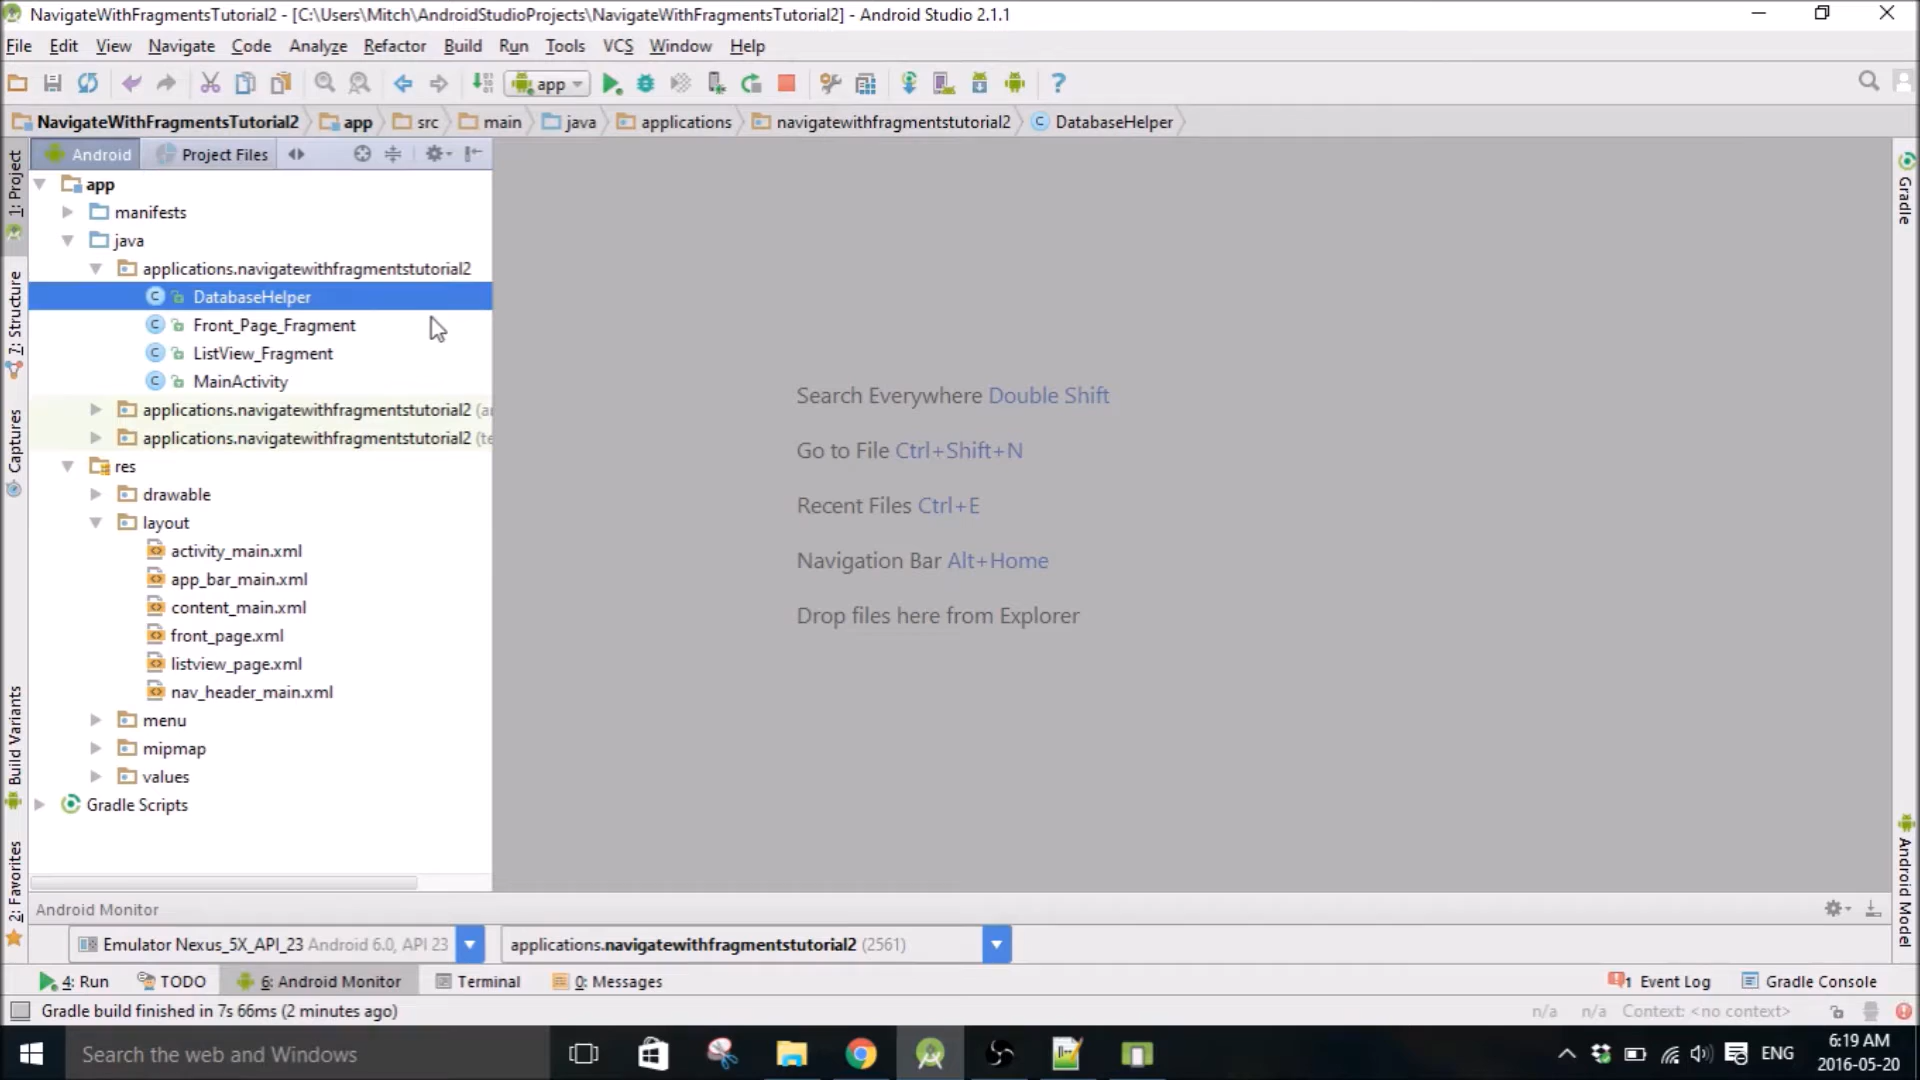 NavigateWithFragmentsTutorial2 - [C:\Users\Mitch\AndroidStudioProjects\NavigateWithFragmentsTutorial2] - Android Studio 2.1.1
File Edit View Navigate Code Analyze Refactor Build Run Tools VCS Window Help
app
NavigateWithFragmentsTutorial2 app src main java applications navigatewithfragmentstutorial2 DatabaseHelper
1: Project
7: Structure
Captures
Build Variants
2: Favorites
Android Project Files
app
manifests
java
applications.navigatewithfragmentstutorial2
DatabaseHelper
Front_Page_Fragment
ListView_Fragment
MainActivity
applications.navigatewithfragmentstutorial2 (a
applications.navigatewithfragmentstutorial2 (te
res
drawable
layout
activity_main.xml
app_bar_main.xml
content_main.xml
front_page.xml
listview_page.xml
nav_header_main.xml
menu
mipmap
values
Gradle Scripts
Search Everywhere Double Shift
Go to File Ctrl+Shift+N
Recent Files Ctrl+E
Navigation Bar Alt+Home
Drop files here from Explorer
Gradle
Android Model
Android Monitor
Emulator Nexus_5X_API_23 Android 6.0, API 23
applications.navigatewithfragmentstutorial2 (2561)
4: Run TODO 6: Android Monitor Terminal 0: Messages 1 Event Log Gradle Console
Gradle build finished in 7s 66ms (2 minutes ago) n/a n/a Context: <no context>
Search the web and Windows
ENG
6:19 AM
2016-05-20